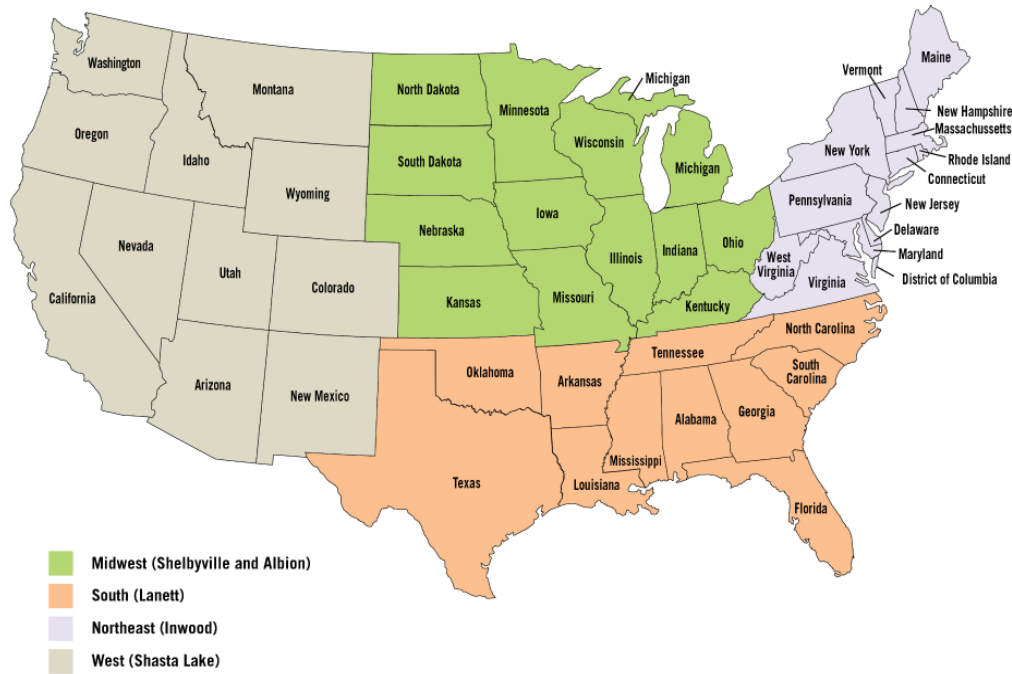 Washington
Montana
North Dakota
Minnesota
Michigan
Vermont
Maine
New Hampshire
Massachussetts
Oregon
Idaho
South Dakota
Wisconsin
Michigan
New York
Rhode Island
Connecticut
Wyoming
Nebraska
Iowa
Pennsylvania
New Jersey
Nevada
Utah
Colorado
Illinois
Indiana
Ohio
West
Virginia
Virginia
Delaware
Maryland
District of Columbia
California
Kansas
Missouri
Kentucky
Arizona
New Mexico
Oklahoma
Arkansas
Tennessee
North Carolina
South
Carolina
Texas
Louisiana
Mississippi
Alabama
Georgia
Florida
Midwest (Shelbyville and Albion)
South (Lanett)
Northeast (Inwood)
West (Shasta Lake)